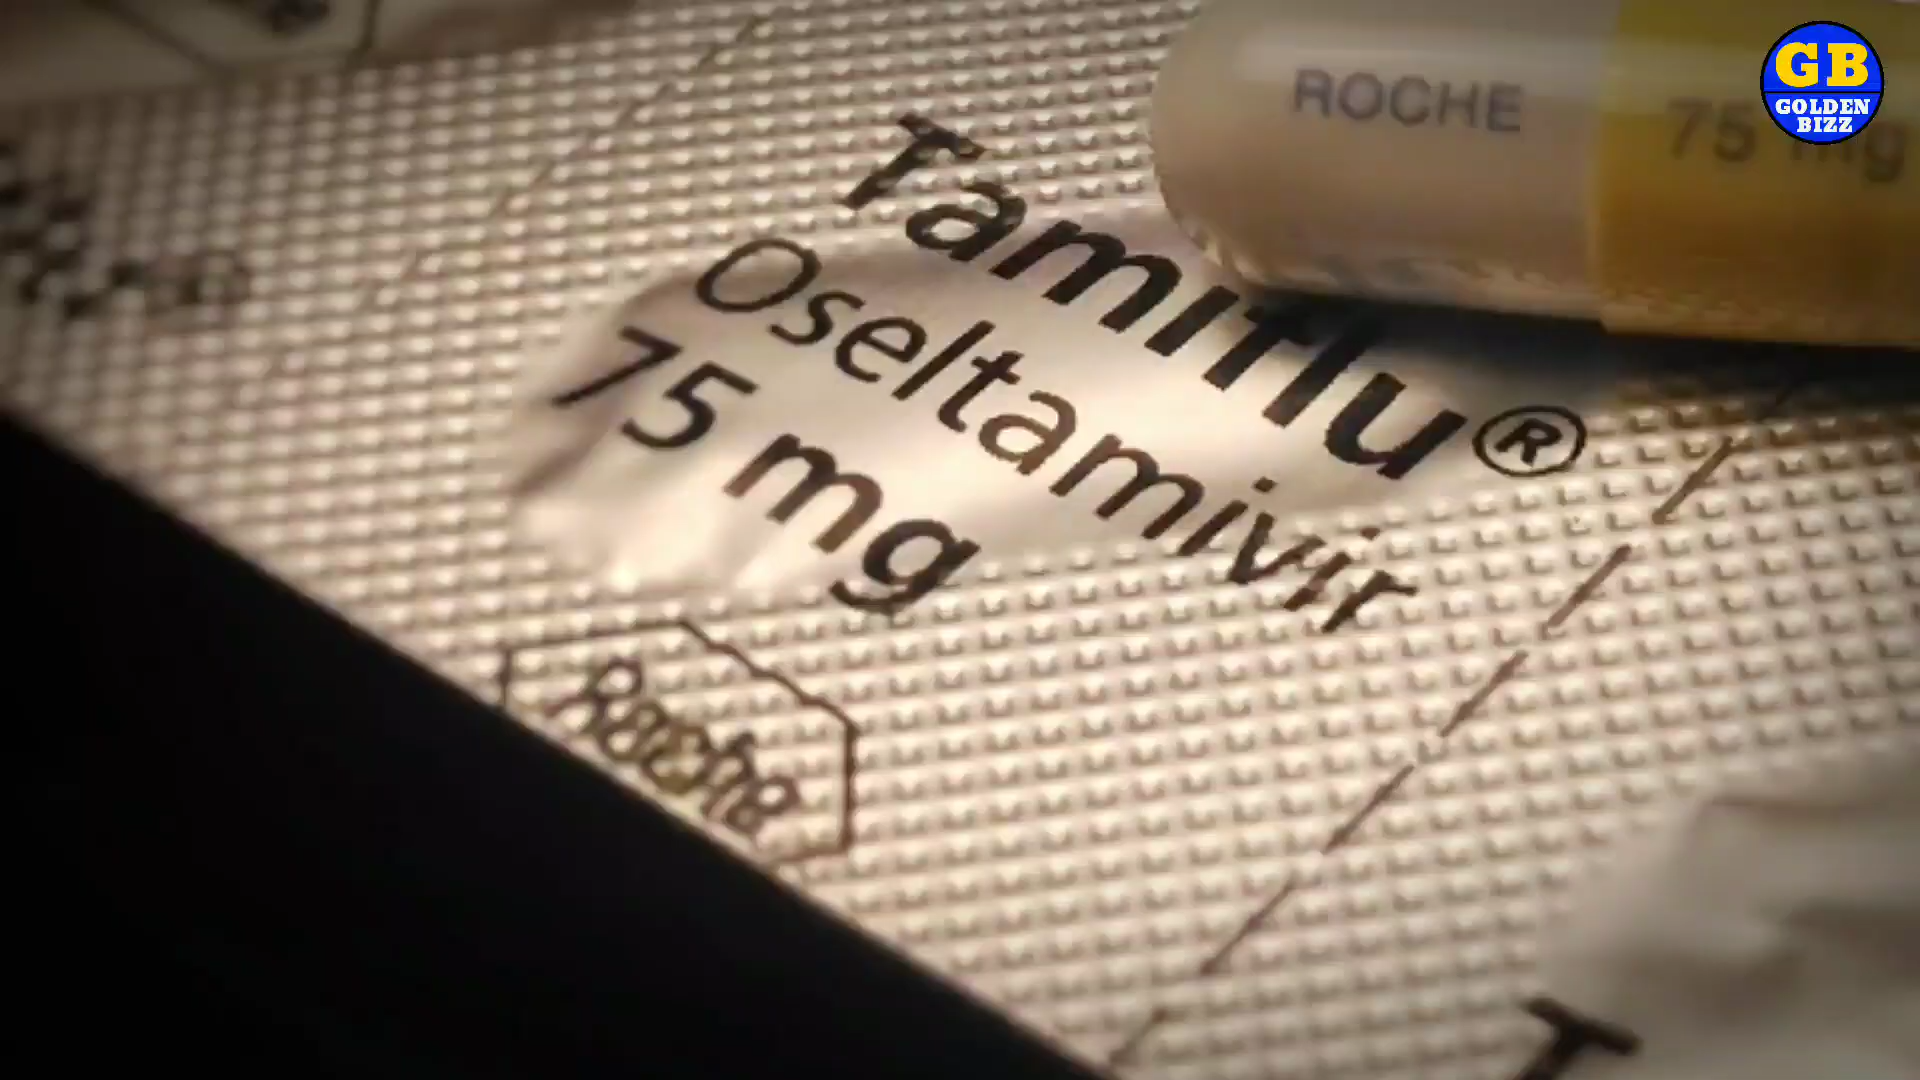 ROCHE
75 mg
GB
GOLDEN
BIZZ
Tamiflu®
Oseltamivir
75 mg
Roche
T